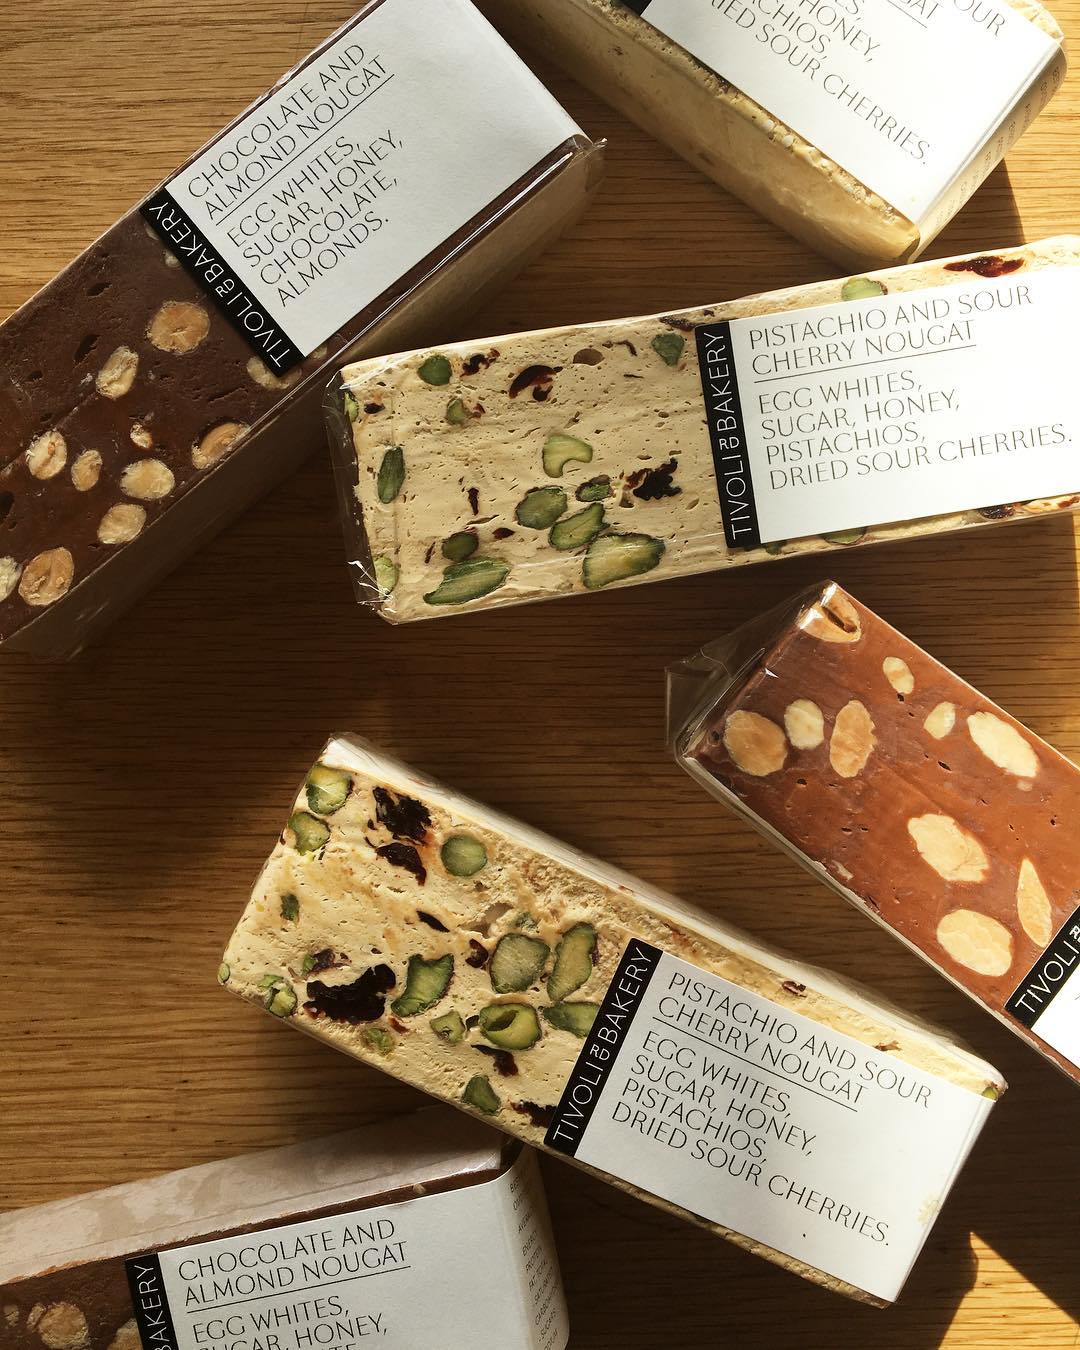 CHOCOLATE AND
ALMOND NOUGAT
EGG WHITES,
SUGAR, HONEY,
CHOCOLATE,
ALMONDS.
TIVOLI RD BAKERY
OUR
NOUGAT
HONEY,
DRIED SOUR CHERRIES.
PISTACHIO AND SOUR
CHERRY NOUGAT
EGG WHITES,
SUGAR, HONEY,
PISTACHIOS,
DRIED SOUR CHERRIES.
TIVOLI RD BAKERY
TIVOLI
PISTACHIO AND SOUR
CHERRY NOUGAT
EGG WHITES,
SUGAR, HONEY,
PISTACHIOS,
DRIED SOUR CHERRIES.
TIVOLI RD BAKERY
CHOCOLATE AND
ALMOND NOUGAT
EGG WHITES,
SUGAR, HONEY,
BAKERY